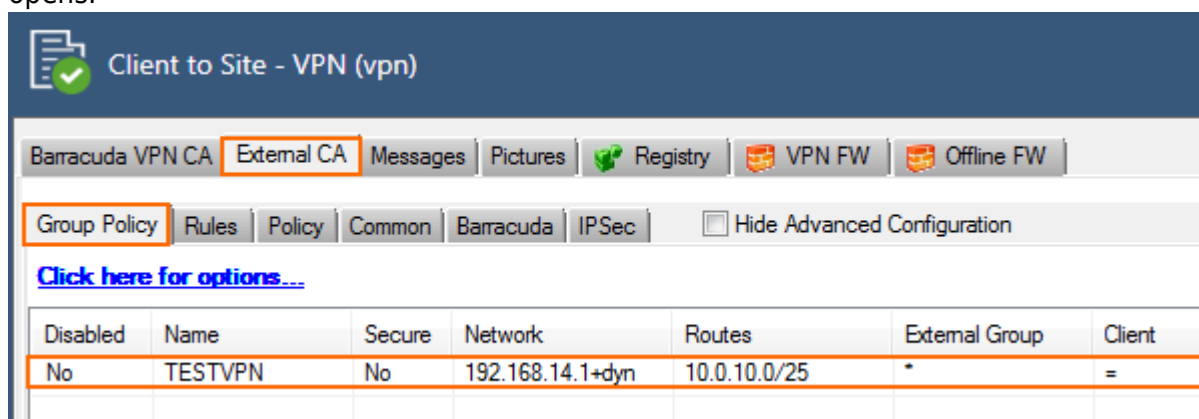 opens.
Client to Site - VPN (vpn)
Barracuda VPN CA External CA Messages Pictures Registry VPN FW Offline FW
Group Policy Rules Policy Common Barracuda IPSec Hide Advanced Configuration
Click here for options...
Disabled Name Secure Network Routes External Group Client
No TESTVPN No 192.168.14.1+dyn 10.0.10.0/25 * =